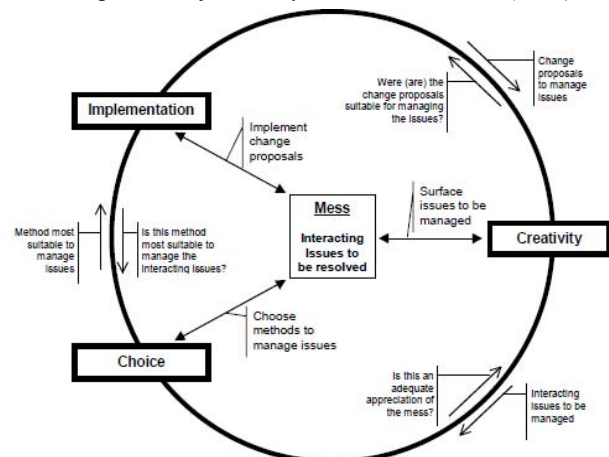 Change
proposals
to manage
issues
Were (are) the
change proposals
suitable for managing
the issues?
Implementation
Implement
change
proposals
Mess
Interacting
Issues to
be resolved
Surface
issues to be
managed
Creativity
Method most
suitable to
manage
issues
Is this method
most suitable to
manage the
interacting issues?
Choose
methods to
manage issues
Choice
Is this an
adequate
appreciation of
the mess?
Interacting
issues to be
managed